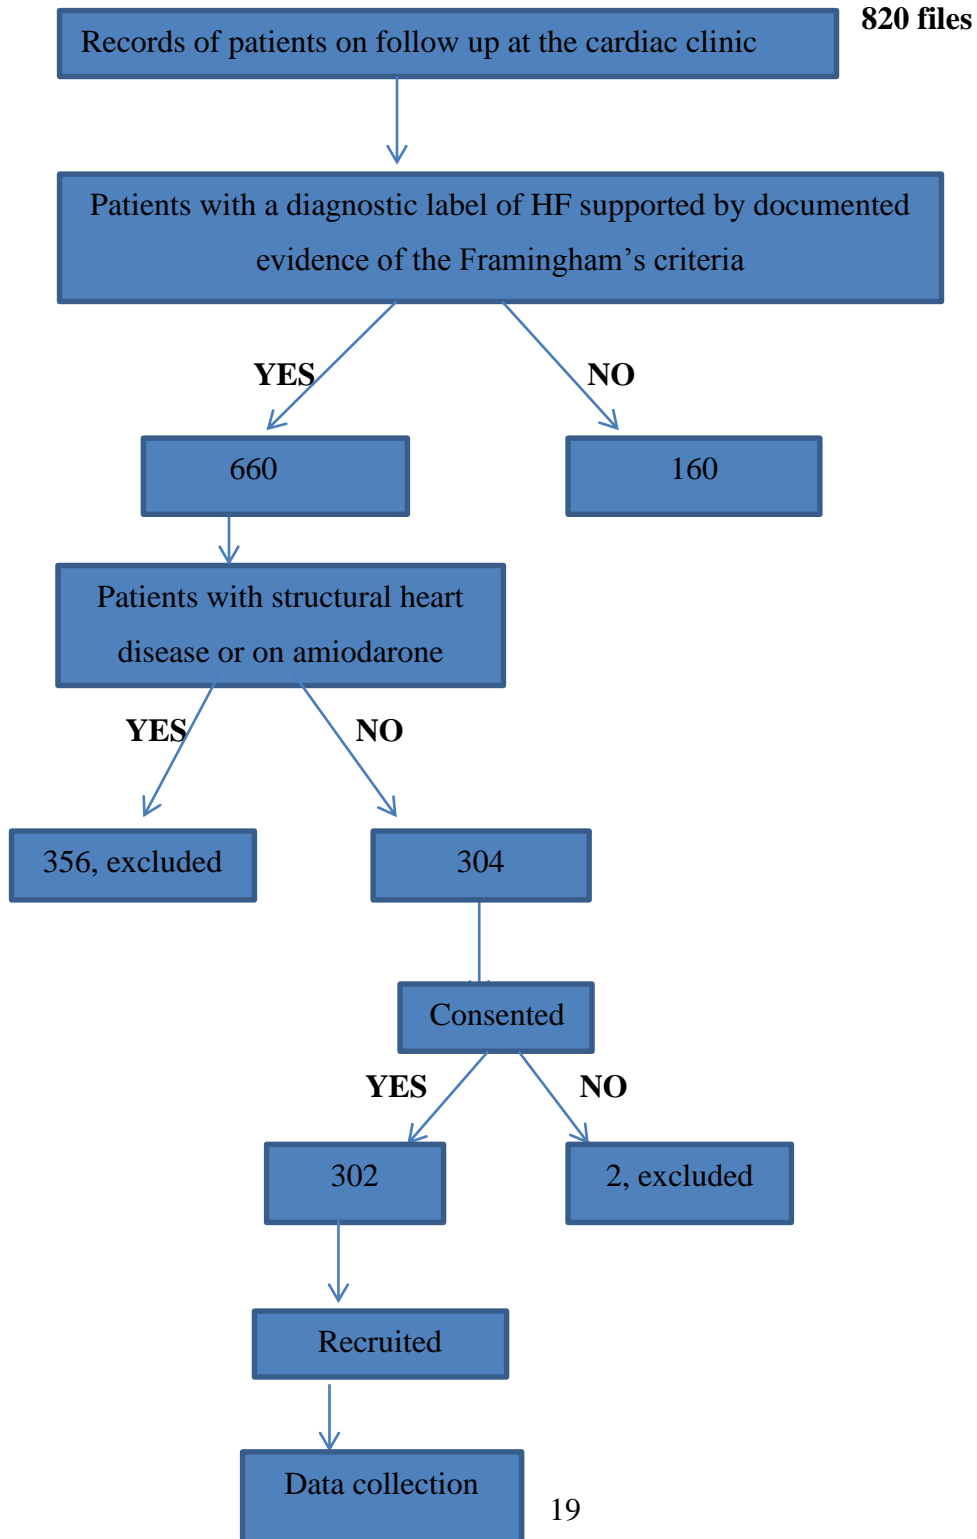 820 files
Records of patients on follow up at the cardiac clinic
Patients with a diagnostic label of HF supported by documented
evidence of the Framingham’s criteria
YES
NO
660
160
Patients with structural heart
disease or on amiodarone
YES
NO
356, excluded
304
Consented
YES
NO
302
2, excluded
Recruited
Data collection
19